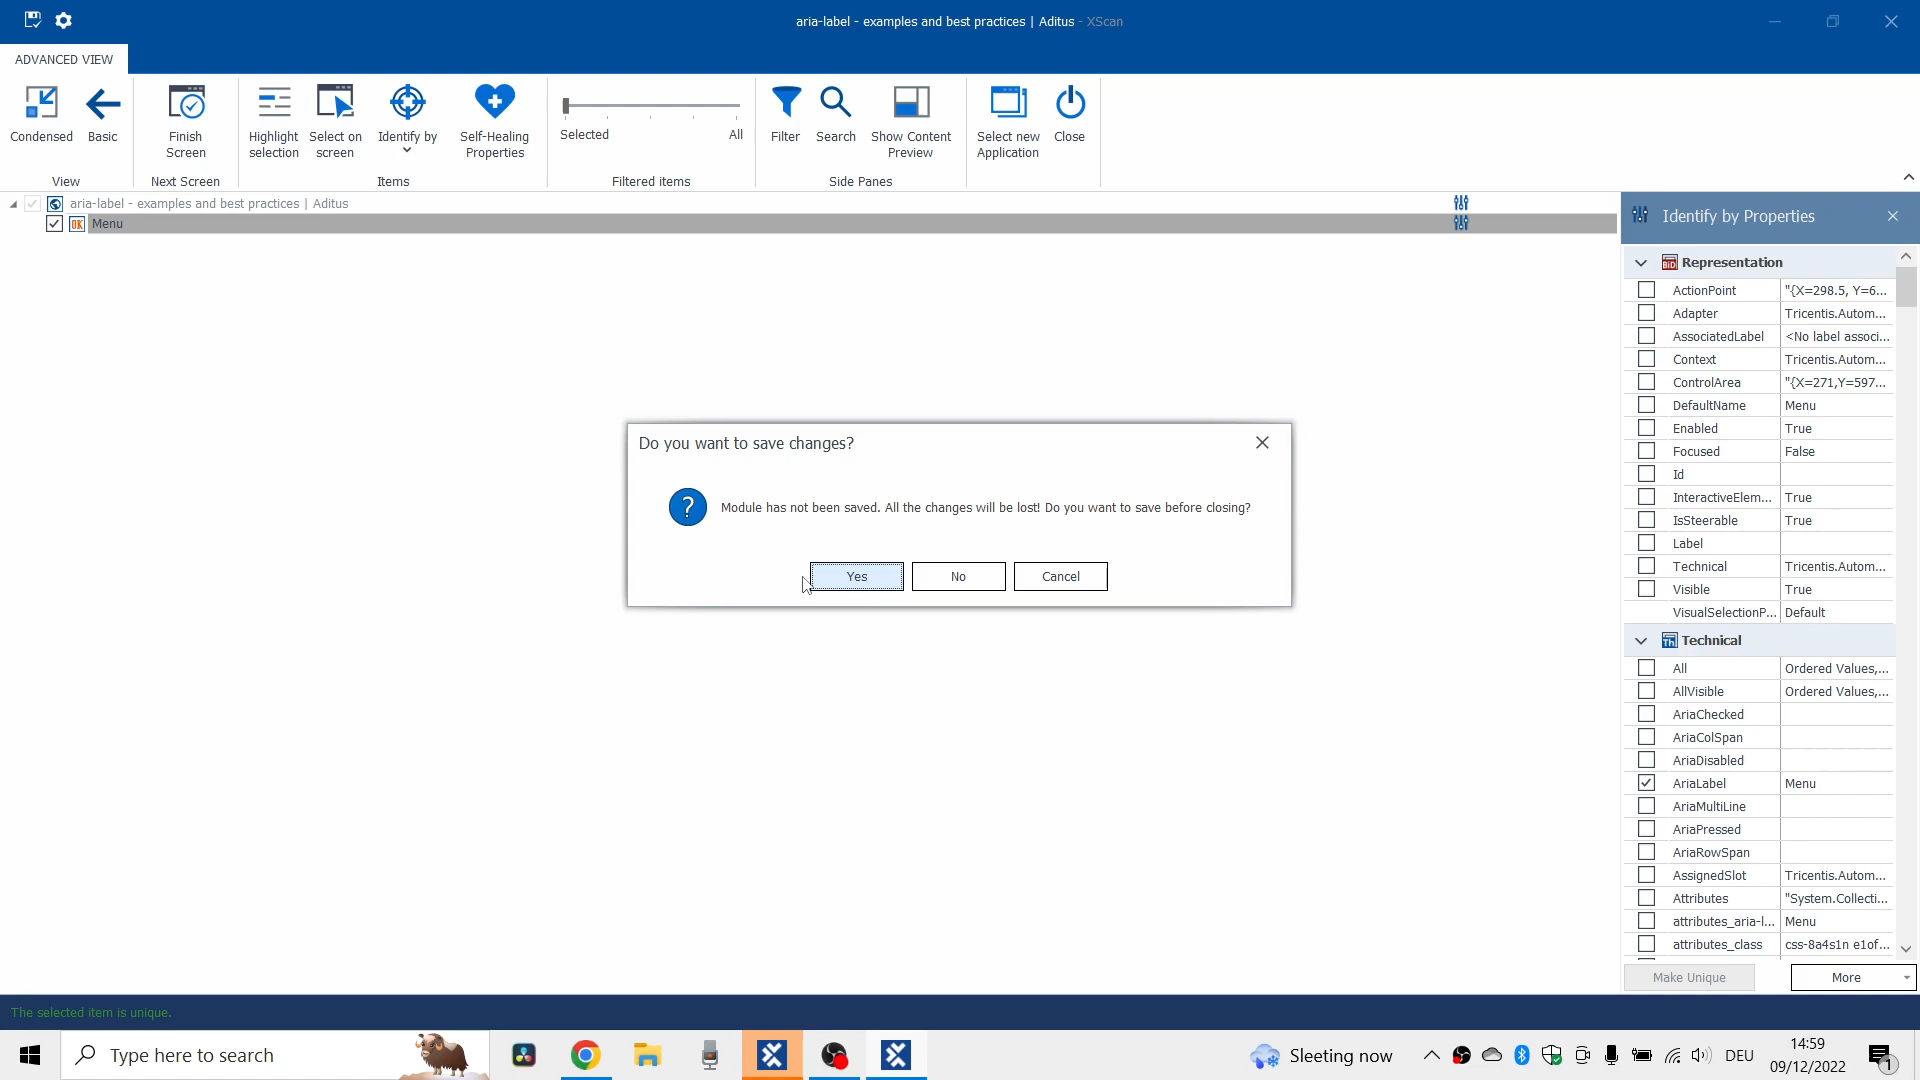 aria-label - examples and best practices | Aditus - XScan
ADVANCED VIEW
Condensed
Basic
View
Finish Screen
Next Screen
Highlight selection
Select on screen
Identify by
Self-Healing Properties
Items
Selected
All
Filtered items
Filter
Search
Show Content Preview
Side Panes
Select new Application
Close
aria-label - examples and best practices | Aditus
Menu
Identify by Properties
Representation
ActionPoint "{X=298.5, Y=6...
Adapter Tricentis.Autom...
AssociatedLabel <No label associ...
Context Tricentis.Autom...
ControlArea "{X=271,Y=597...
DefaultName Menu
Enabled True
Focused False
Id
InteractiveElem... True
IsSteerable True
Label
Technical Tricentis.Autom...
Visible True
VisualSelectionP... Default
Technical
All Ordered Values,...
AllVisible Ordered Values,...
AriaChecked
AriaColSpan
AriaDisabled
AriaLabel Menu
AriaMultiLine
AriaPressed
AriaRowSpan
AssignedSlot Tricentis.Autom...
Attributes "System.Collecti...
attributes_aria-l... Menu
attributes_class css-8a4s1n e1of...
Make Unique
More
Do you want to save changes?
Module has not been saved. All the changes will be lost! Do you want to save before closing?
Yes
No
Cancel
The selected item is unique.
Type here to search
Sleeting now
DEU
14:59
09/12/2022
1